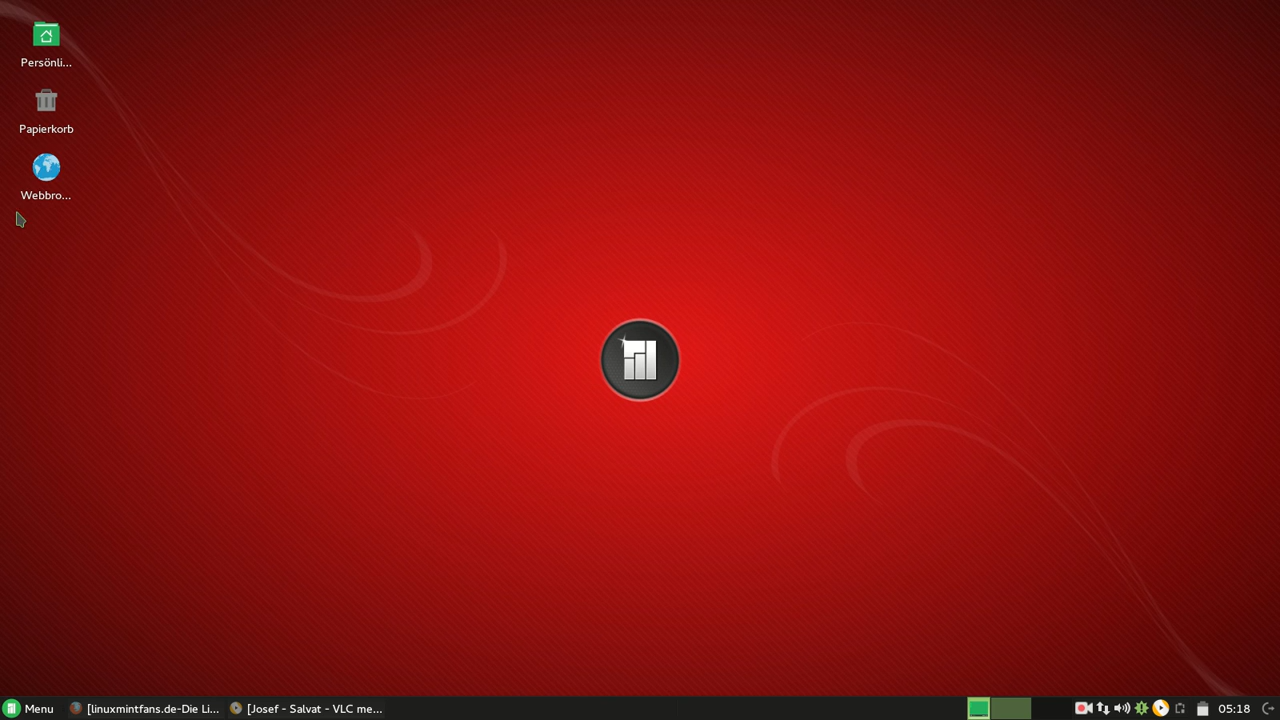 Persönli...
Papierkorb
Webbro...
Menu
[linuxmintfans.de-Die Li...
[Josef - Salvat - VLC me...
05:18